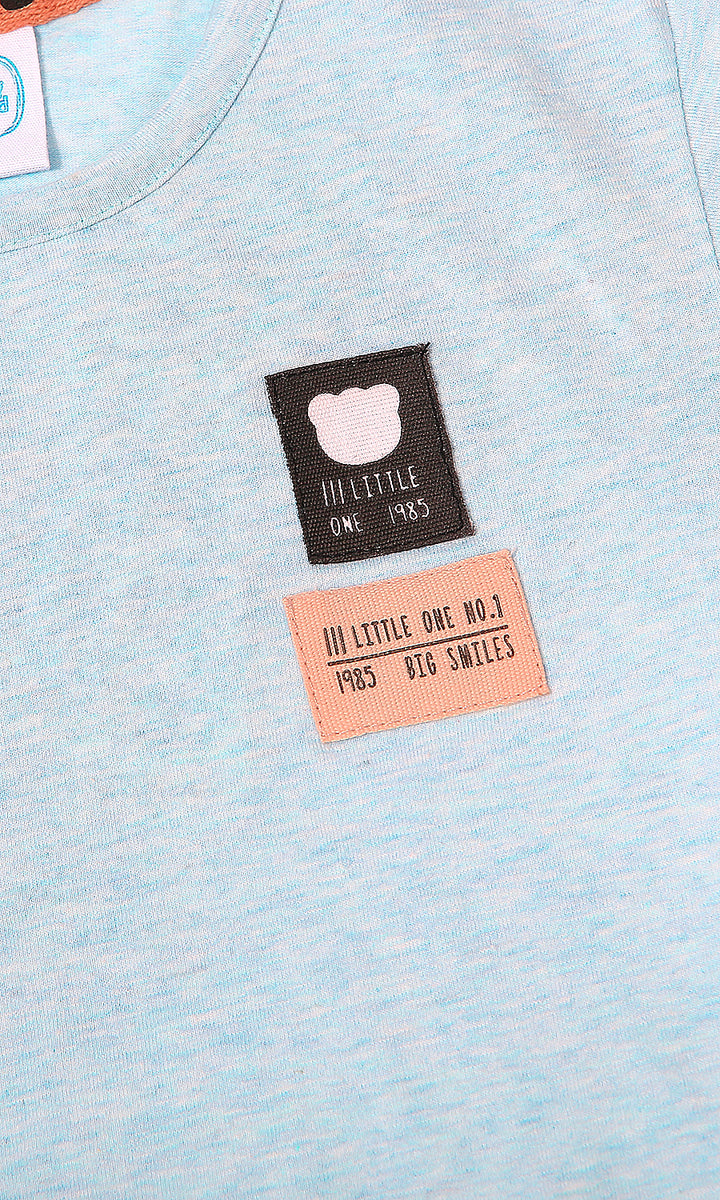 ||| LITTLE
ONE 1985
||| LITTLE ONE NO.1
1985 BIG SMILES